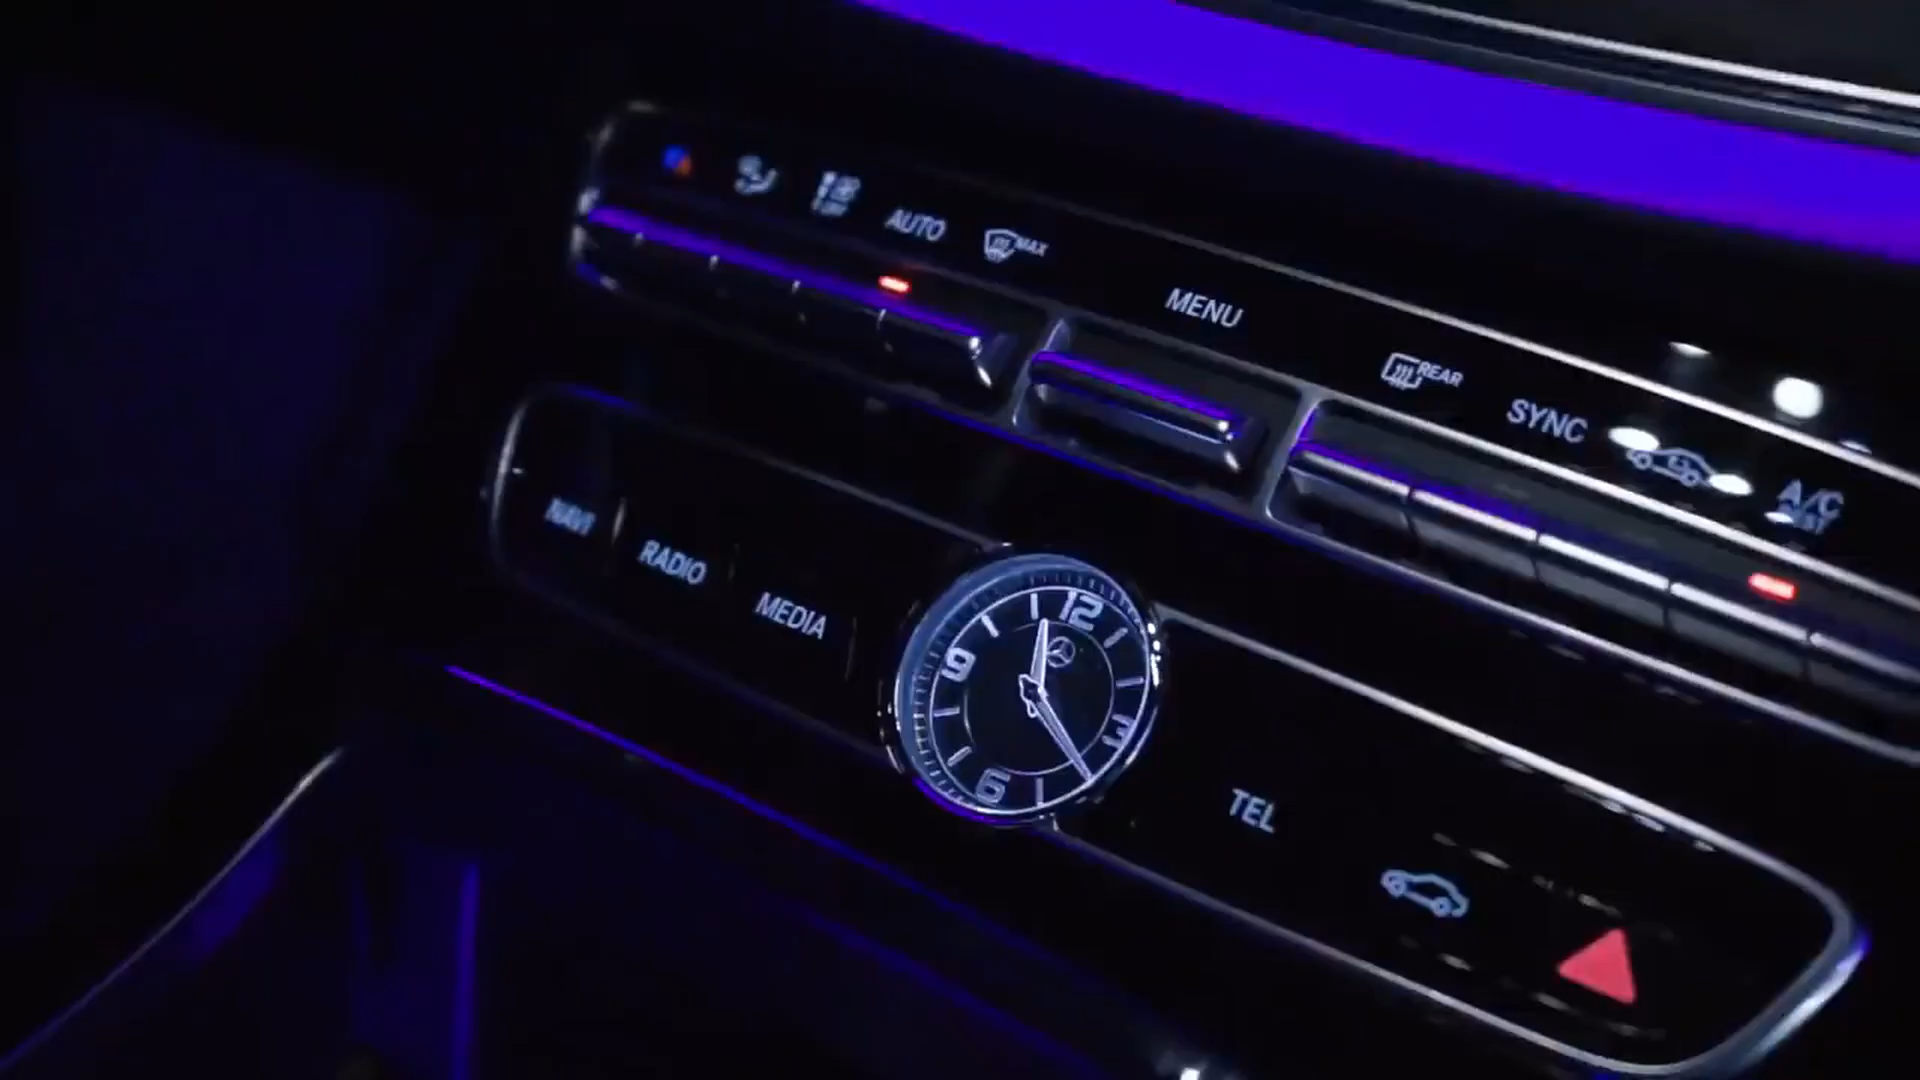 AUTO
MAX
MENU
REAR
SYNC
A/C
NAVI
RADIO
MEDIA
12
9
3
6
TEL